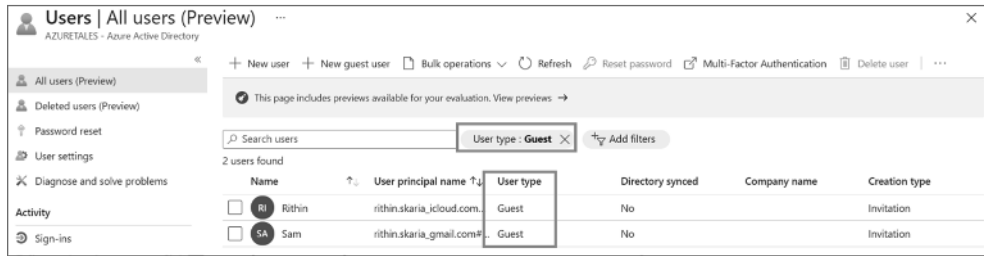 Users | All users (Preview) ...
AZURETALES - Azure Active Directory
«
+ New user + New guest user Bulk operations Refresh Reset password Multi-Factor Authentication Delete user ...
All users (Preview)
Deleted users (Preview)
Password reset
User settings
Diagnose and solve problems
Activity
Sign-ins
This page includes previews available for your evaluation. View previews →
Search users User type : Guest × Add filters
2 users found
Name ↑↓ User principal name ↑↓ User type Directory synced Company name Creation type
RI Rithin rithin.skaria_icloud.com... Guest No Invitation
SA Sam rithin.skaria_gmail.com#... Guest No Invitation